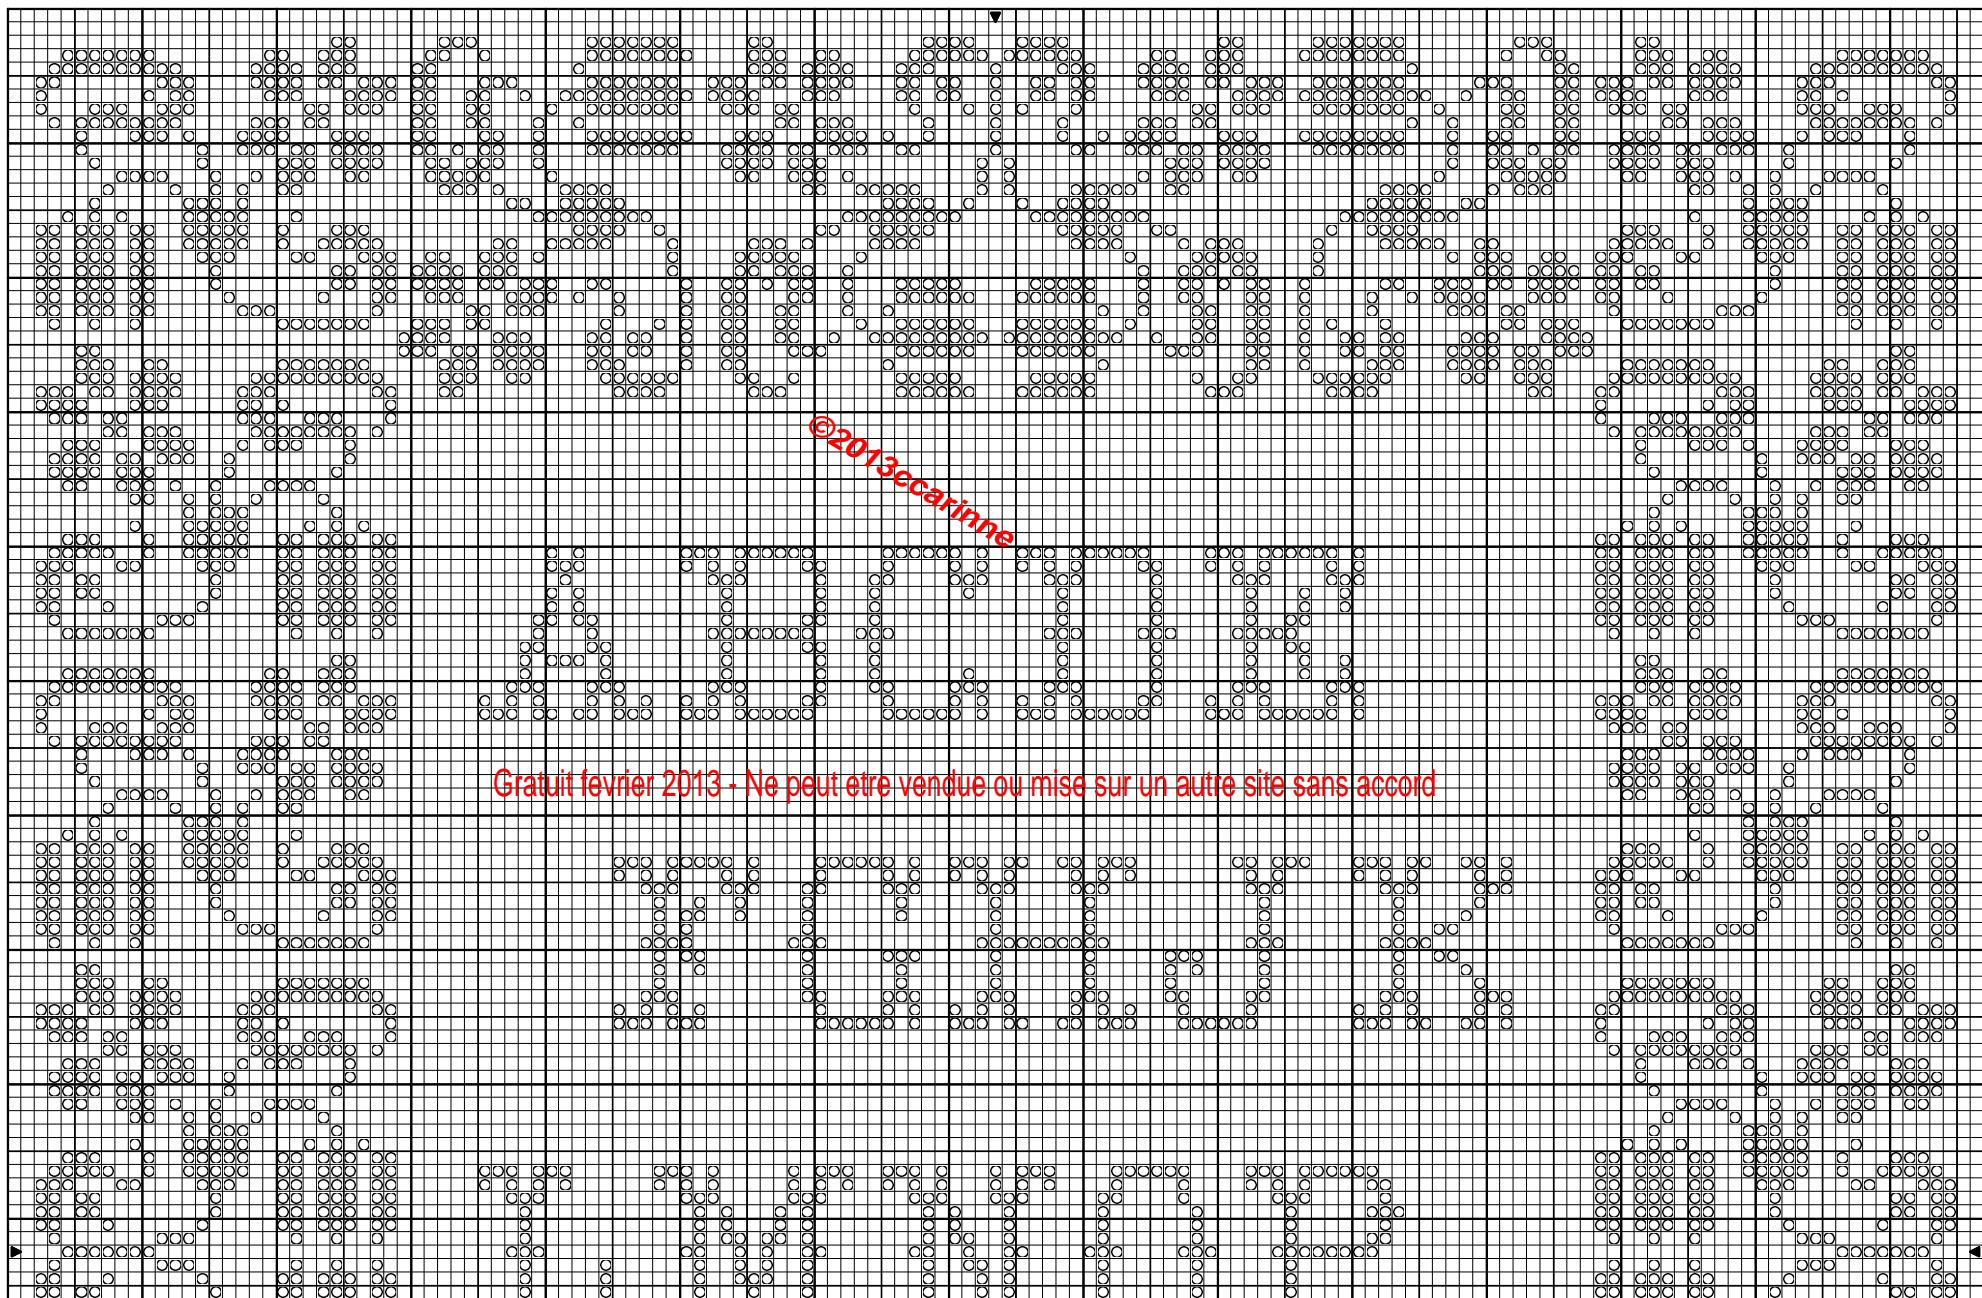 ©2013ccarinne
A B C D E
Gratuit fevrier 2013 - Ne peut etre vendue ou mise sur un autre site sans accord
F G H J K
L M N O P